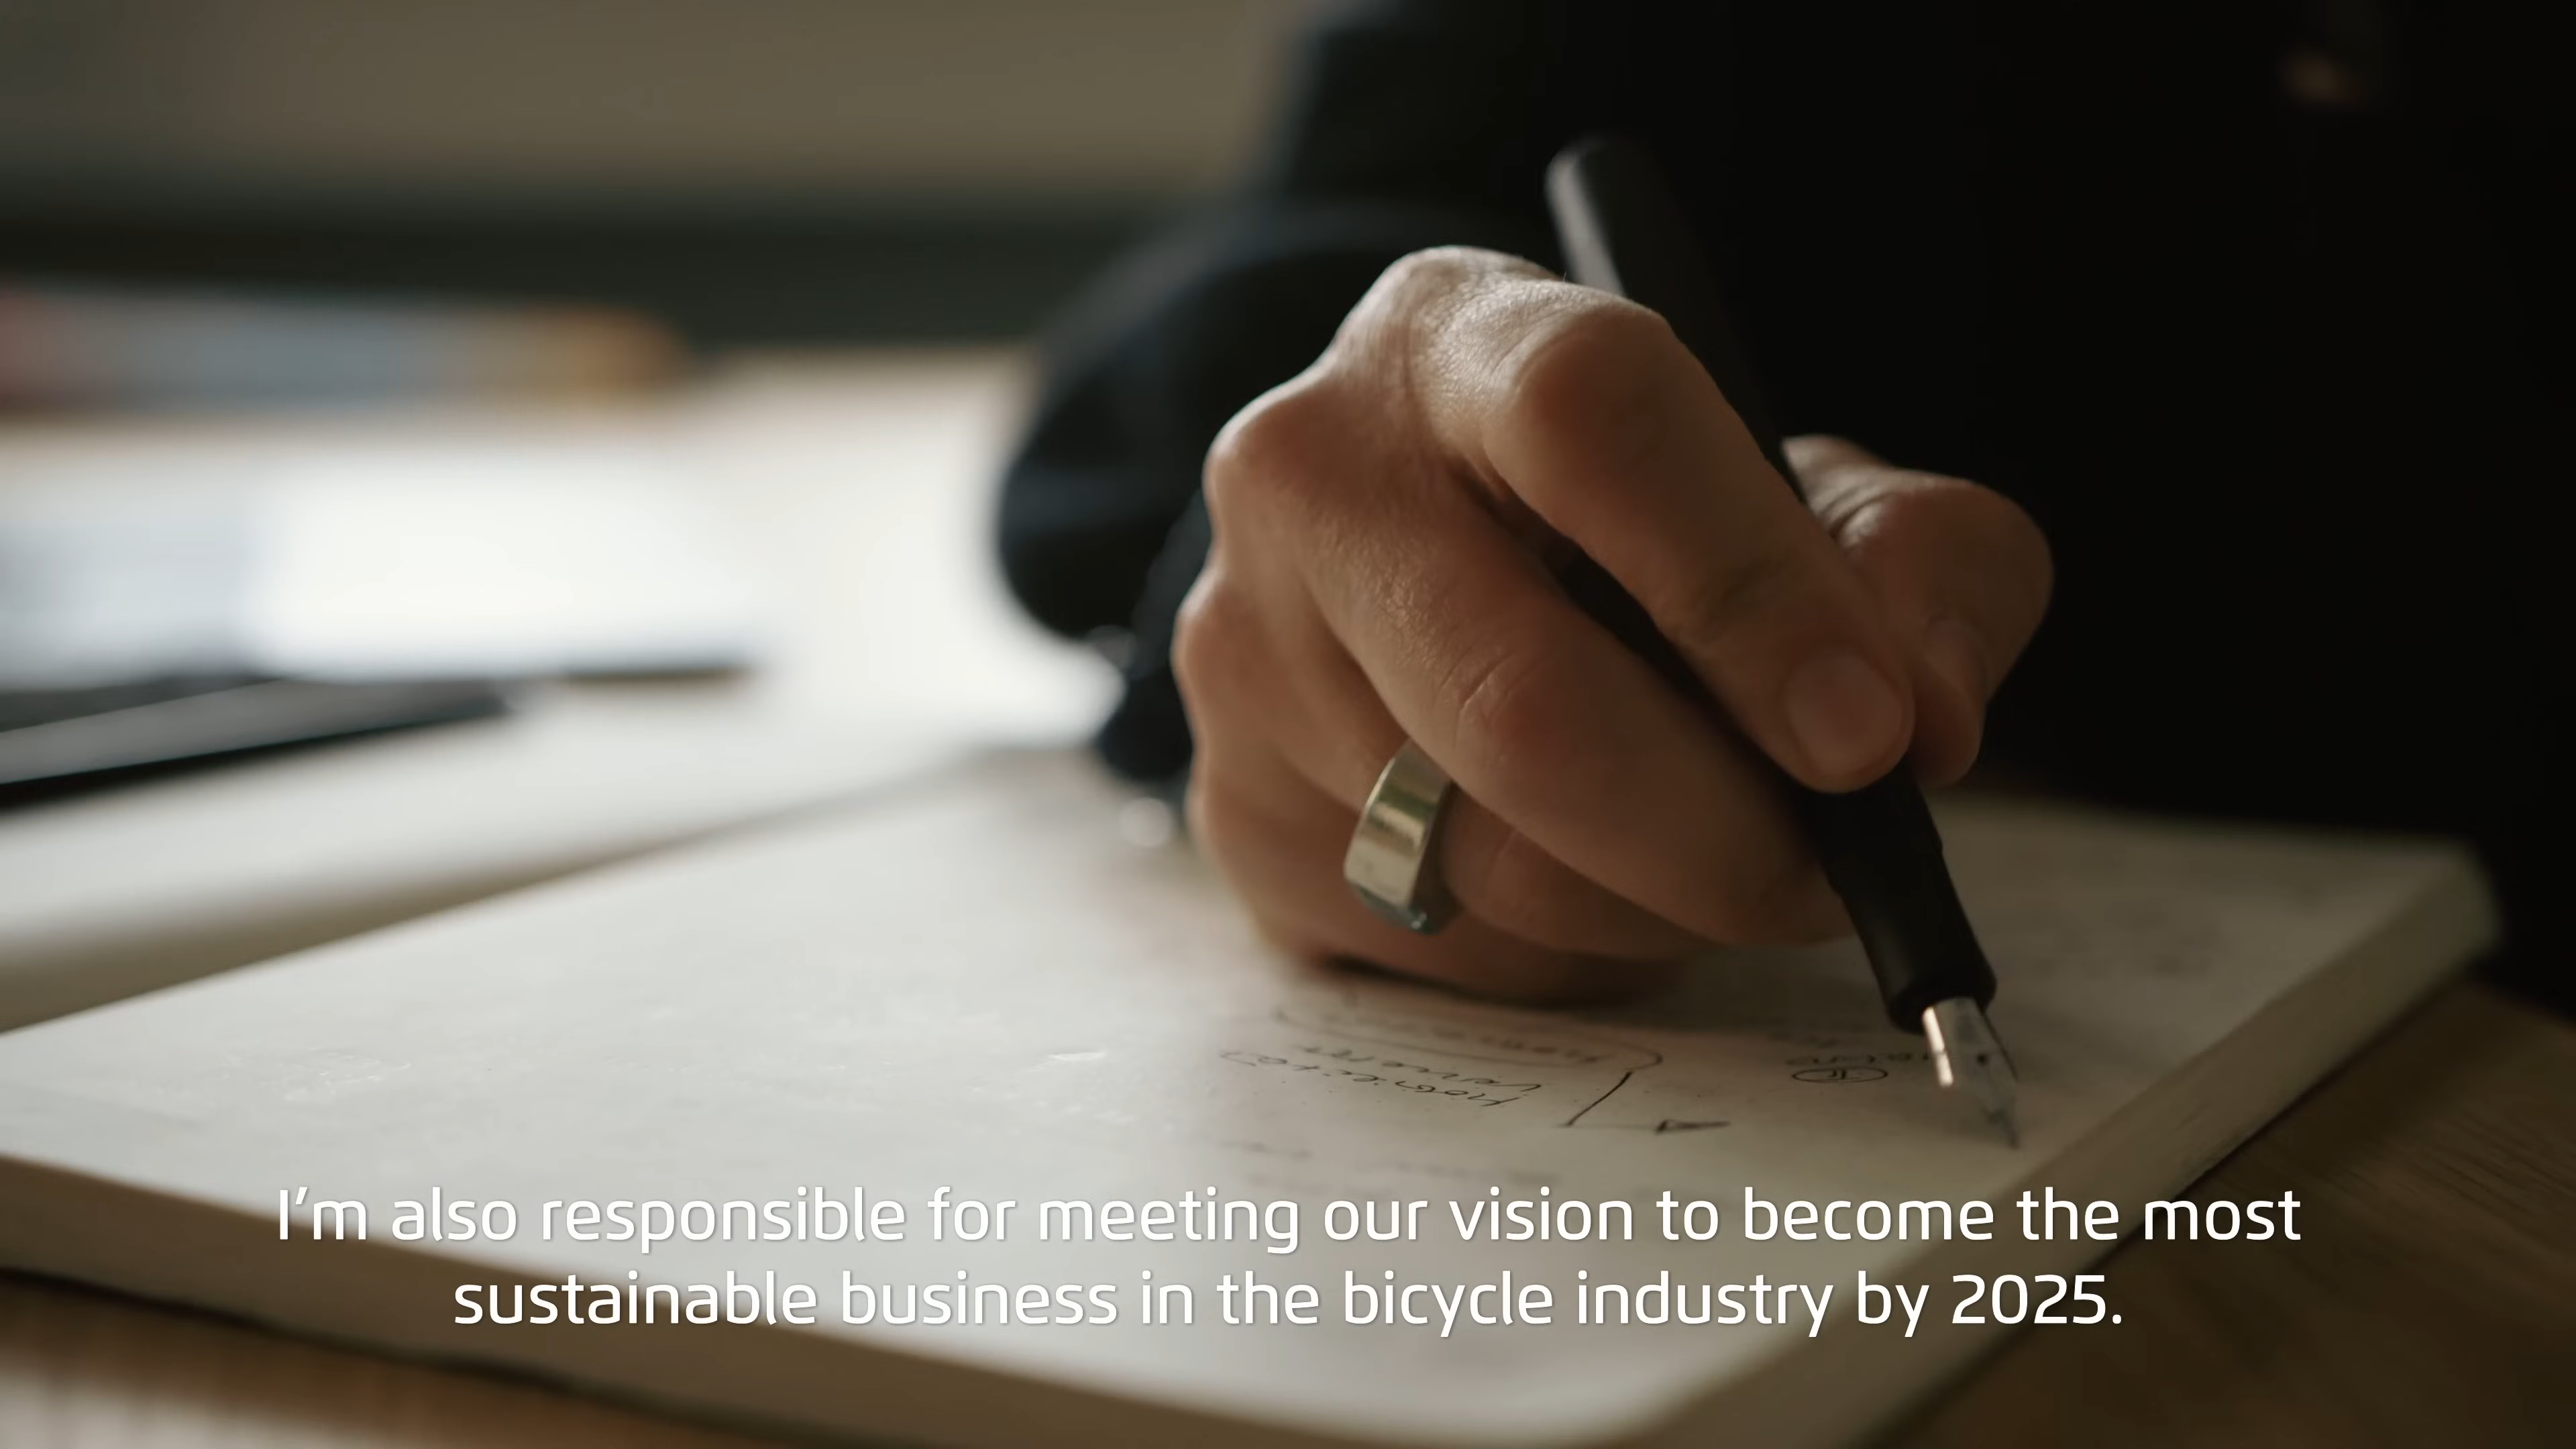 I'm also responsible for meeting our vision to become the most
sustainable business in the bicycle industry by 2025.